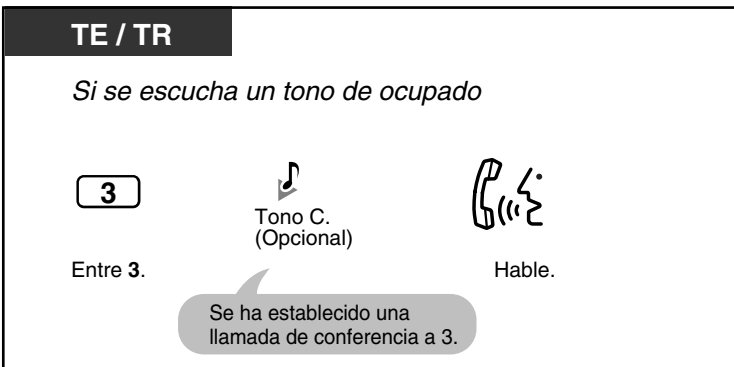 TE / TR
Si se escucha un tono de ocupado
3
Tono C.
(Opcional)
Entre 3.
Hable.
Se ha establecido una
llamada de conferencia a 3.